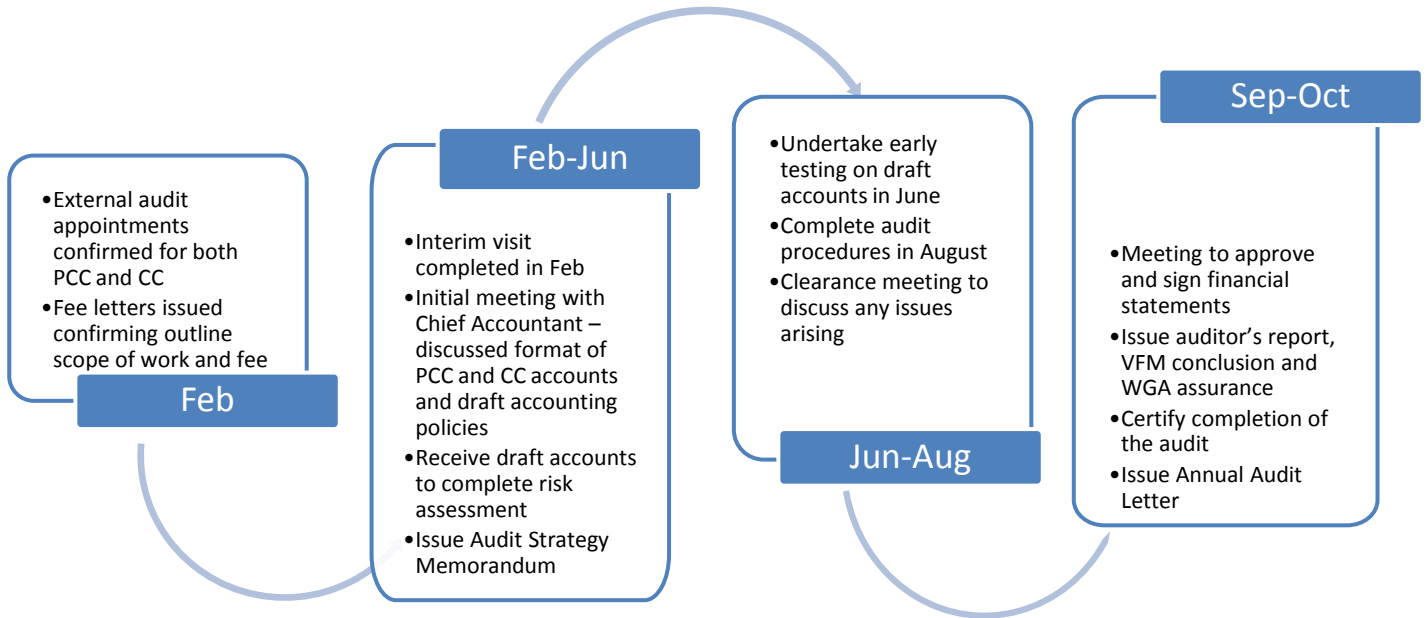 •External audit
appointments
confirmed for both
PCC and CC
•Fee letters issued
confirming outline
scope of work and fee
Feb
Feb-Jun
•Interim visit
completed in Feb
•Initial meeting with
Chief Accountant –
discussed format of
PCC and CC accounts
and draft accounting
policies
•Receive draft accounts
to complete risk
assessment
•Issue Audit Strategy
Memorandum
•Undertake early
testing on draft
accounts in June
•Complete audit
procedures in August
•Clearance meeting to
discuss any issues
arising
Jun-Aug
Sep-Oct
•Meeting to approve
and sign financial
statements
•Issue auditor’s report,
VFM conclusion and
WGA assurance
•Certify completion of
the audit
•Issue Annual Audit
Letter